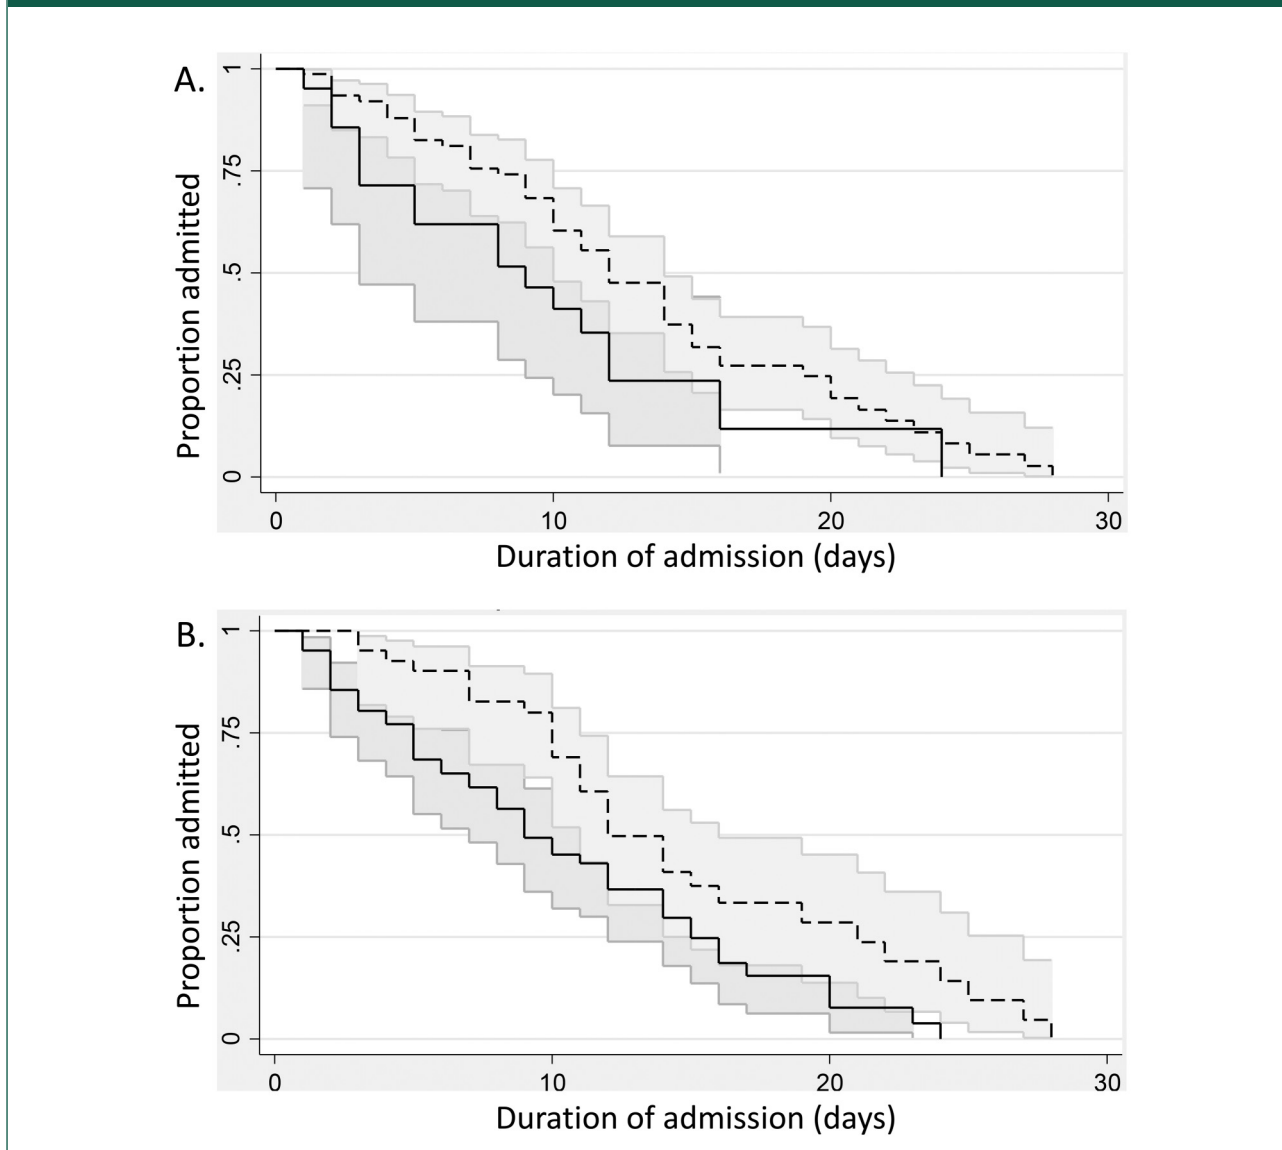 A.
Proportion admitted
1
.75
.5
.25
0
0 10 20 30
Duration of admission (days)
B.
Proportion admitted
1
.75
.5
.25
0
0 10 20 30
Duration of admission (days)